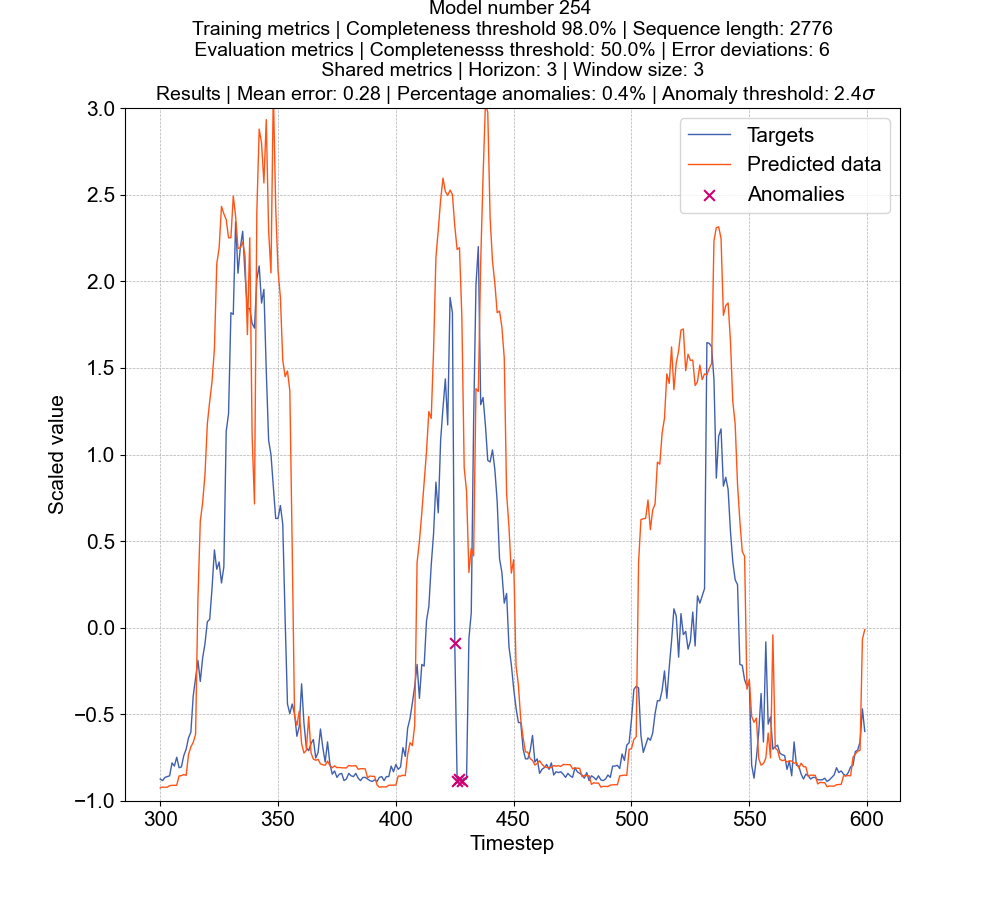 Model number 254
Training metrics | Completeness threshold 98.0% | Sequence length: 2776
Evaluation metrics | Completenesss threshold: 50.0% | Error deviations: 6
Shared metrics | Horizon: 3 | Window size: 3
Results | Mean error: 0.28 | Percentage anomalies: 0.4% | Anomaly threshold: 2.4σ
Targets
Predicted data
Anomalies
3.0
2.5
2.0
1.5
1.0
0.5
0.0
−0.5
−1.0
Scaled value
300
350
400
450
500
550
600
Timestep